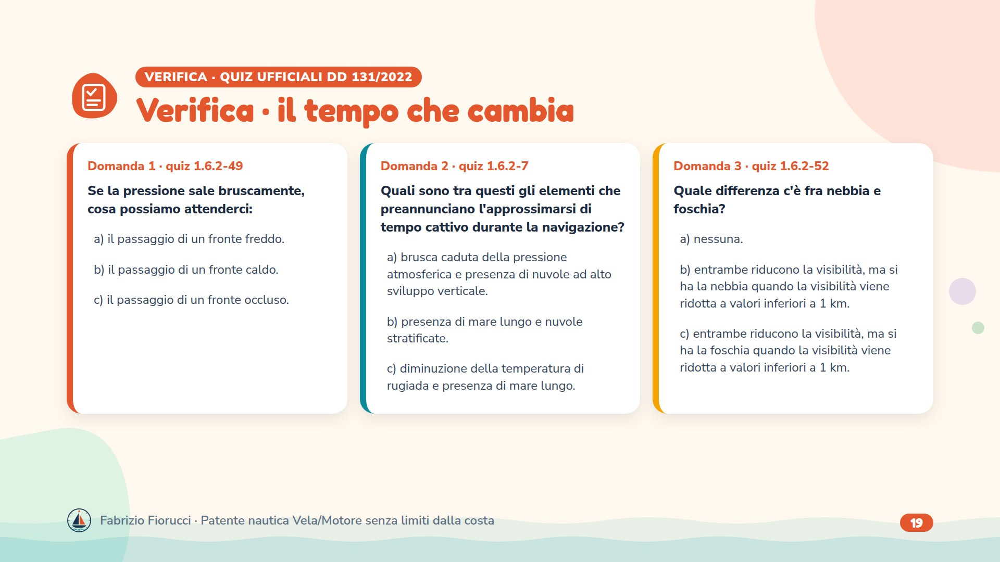 VERIFICA · QUIZ UFFICIALI DD 131/2022
Verifica · il tempo che cambia
Domanda 1 · quiz 1.6.2-49
Se la pressione sale bruscamente,
cosa possiamo attenderci:
a) il passaggio di un fronte freddo.
b) il passaggio di un fronte caldo.
c) il passaggio di un fronte occluso.
Domanda 2 · quiz 1.6.2-7
Quali sono tra questi gli elementi che
preannunciano l'approssimarsi di
tempo cattivo durante la navigazione?
a) brusca caduta della pressione
atmosferica e presenza di nuvole ad alto
sviluppo verticale.
b) presenza di mare lungo e nuvole
stratificate.
c) diminuzione della temperatura di
rugiada e presenza di mare lungo.
Domanda 3 · quiz 1.6.2-52
Quale differenza c'è fra nebbia e
foschia?
a) nessuna.
b) entrambe riducono la visibilità, ma si
ha la nebbia quando la visibilità viene
ridotta a valori inferiori a 1 km.
c) entrambe riducono la visibilità, ma si
ha la foschia quando la visibilità viene
ridotta a valori inferiori a 1 km.
Fabrizio Fiorucci · Patente nautica Vela/Motore senza limiti dalla costa
19